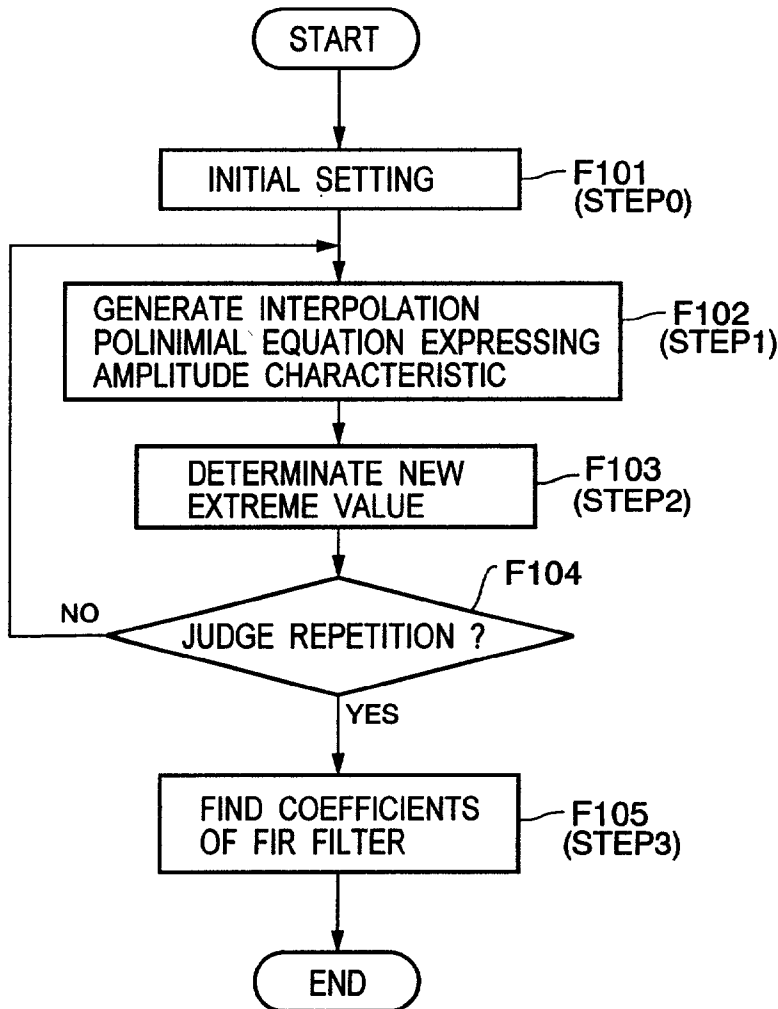 START
INITIAL SETTING
F101
(STEP0)
GENERATE INTERPOLATION
POLINIMIAL EQUATION EXPRESSING
AMPLITUDE CHARACTERISTIC
F102
(STEP1)
DETERMINATE NEW
EXTREME VALUE
F103
(STEP2)
F104
NO
JUDGE REPETITION ?
YES
FIND COEFFICIENTS
OF FIR FILTER
F105
(STEP3)
END